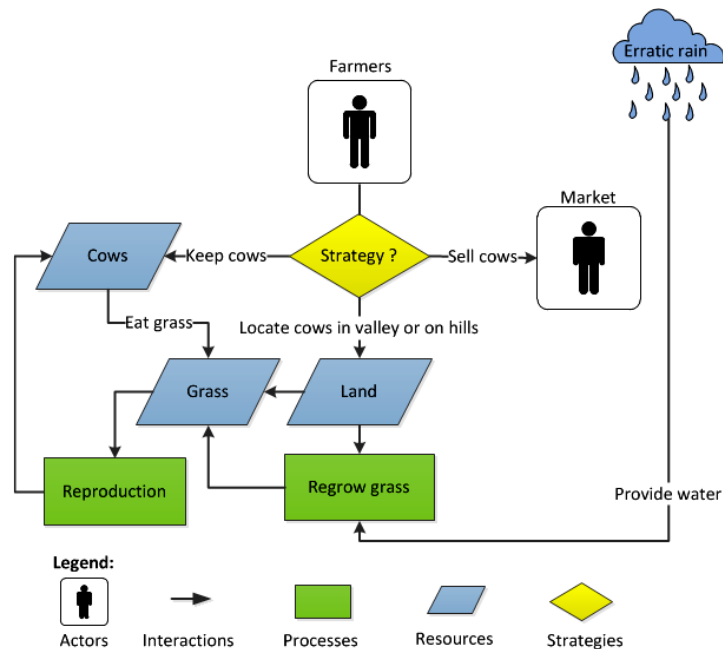 Farmers
Erratic rain
Market
Cows
Keep cows
Strategy ?
Sell cows
Eat grass
Locate cows in valley or on hills
Grass
Land
Reproduction
Regrow grass
Provide water
Legend:
Actors
Interactions
Processes
Resources
Strategies